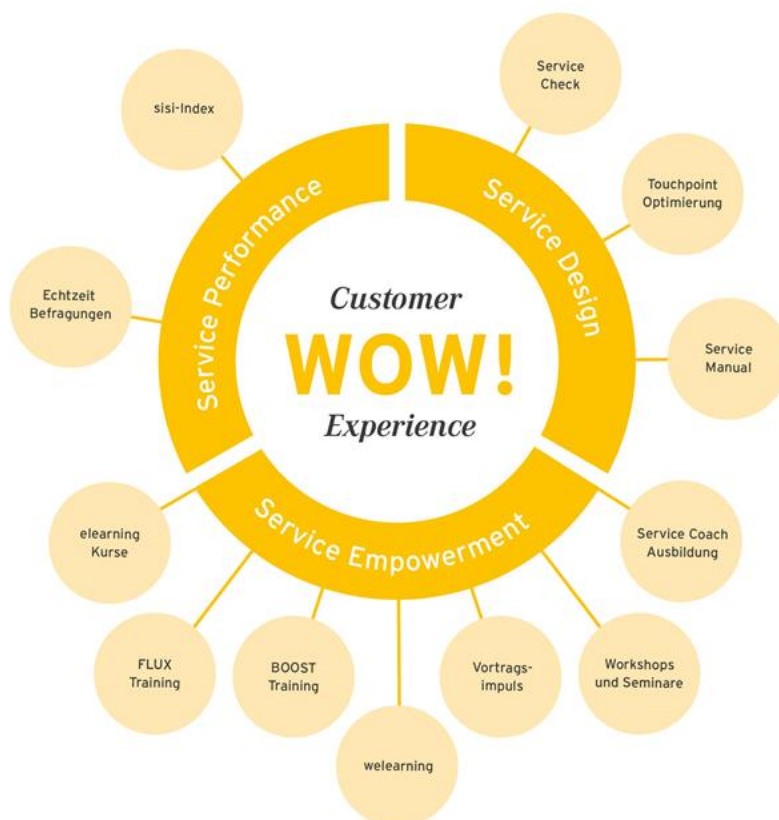 Customer
WOW!
Experience
Service Design
Service
Check
Touchpoint
Optimierung
Service
Manual
Service Empowerment
Service Coach
Ausbildung
Workshops
und Seminare
Vortrags-
impuls
welearning
BOOST
Training
FLUX
Training
elearning
Kurse
Service Performance
Echtzeit
Befragungen
sisi-Index